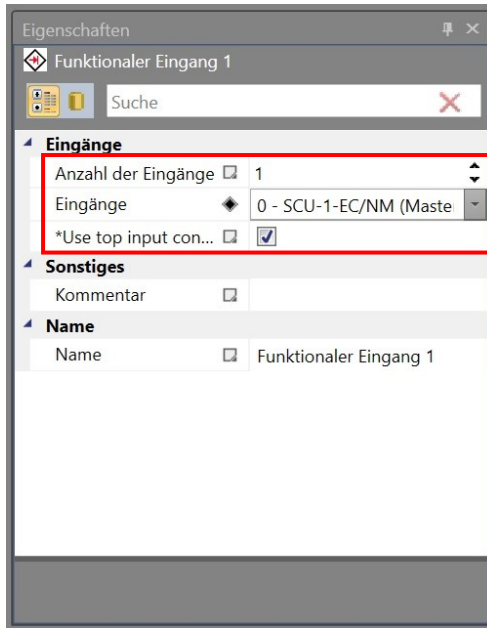 Eigenschaften
Funktionaler Eingang 1
Suche
Eingänge
Anzahl der Eingänge 1
Eingänge 0 - SCU-1-EC/NM (Maste
*Use top input con...
Sonstiges
Kommentar
Name
Name Funktionaler Eingang 1